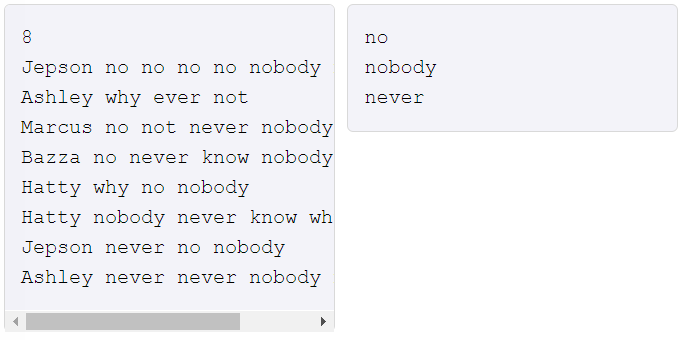 8
Jepson no no no no nobody
Ashley why ever not
Marcus no not never nobody
Bazza no never know nobody
Hatty why no nobody
Hatty nobody never know wh
Jepson never no nobody
Ashley never never nobody
no
nobody
never